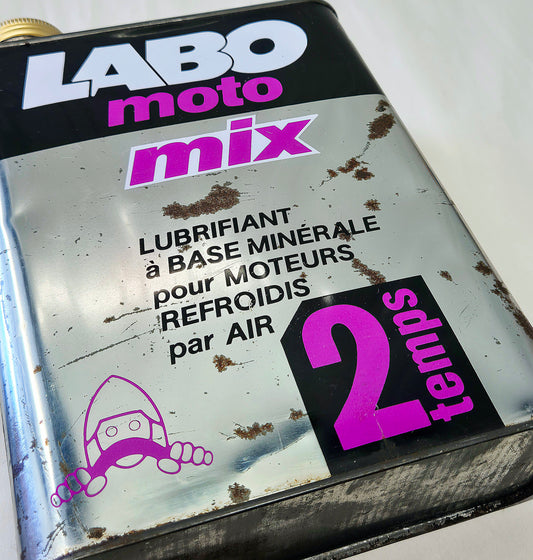 LABO
moto
mix
LUBRIFIANT
à BASE MINÉRALE
pour MOTEURS
REFROIDIS
par AIR
2
temps